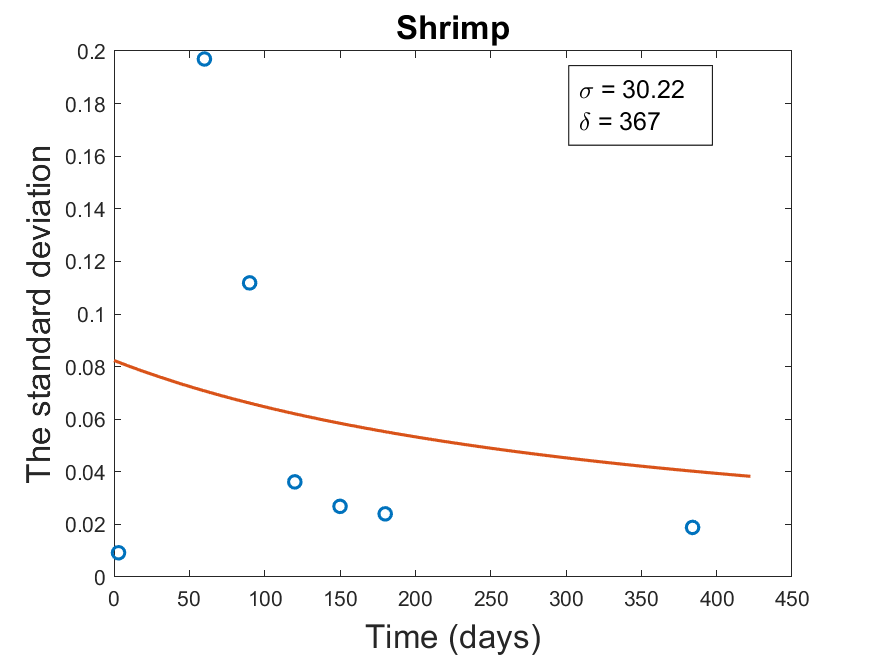 Shrimp
σ = 30.22
δ = 367
The standard deviation
0.2
0.18
0.16
0.14
0.12
0.1
0.08
0.06
0.04
0.02
0
0 50 100 150 200 250 300 350 400 450
Time (days)